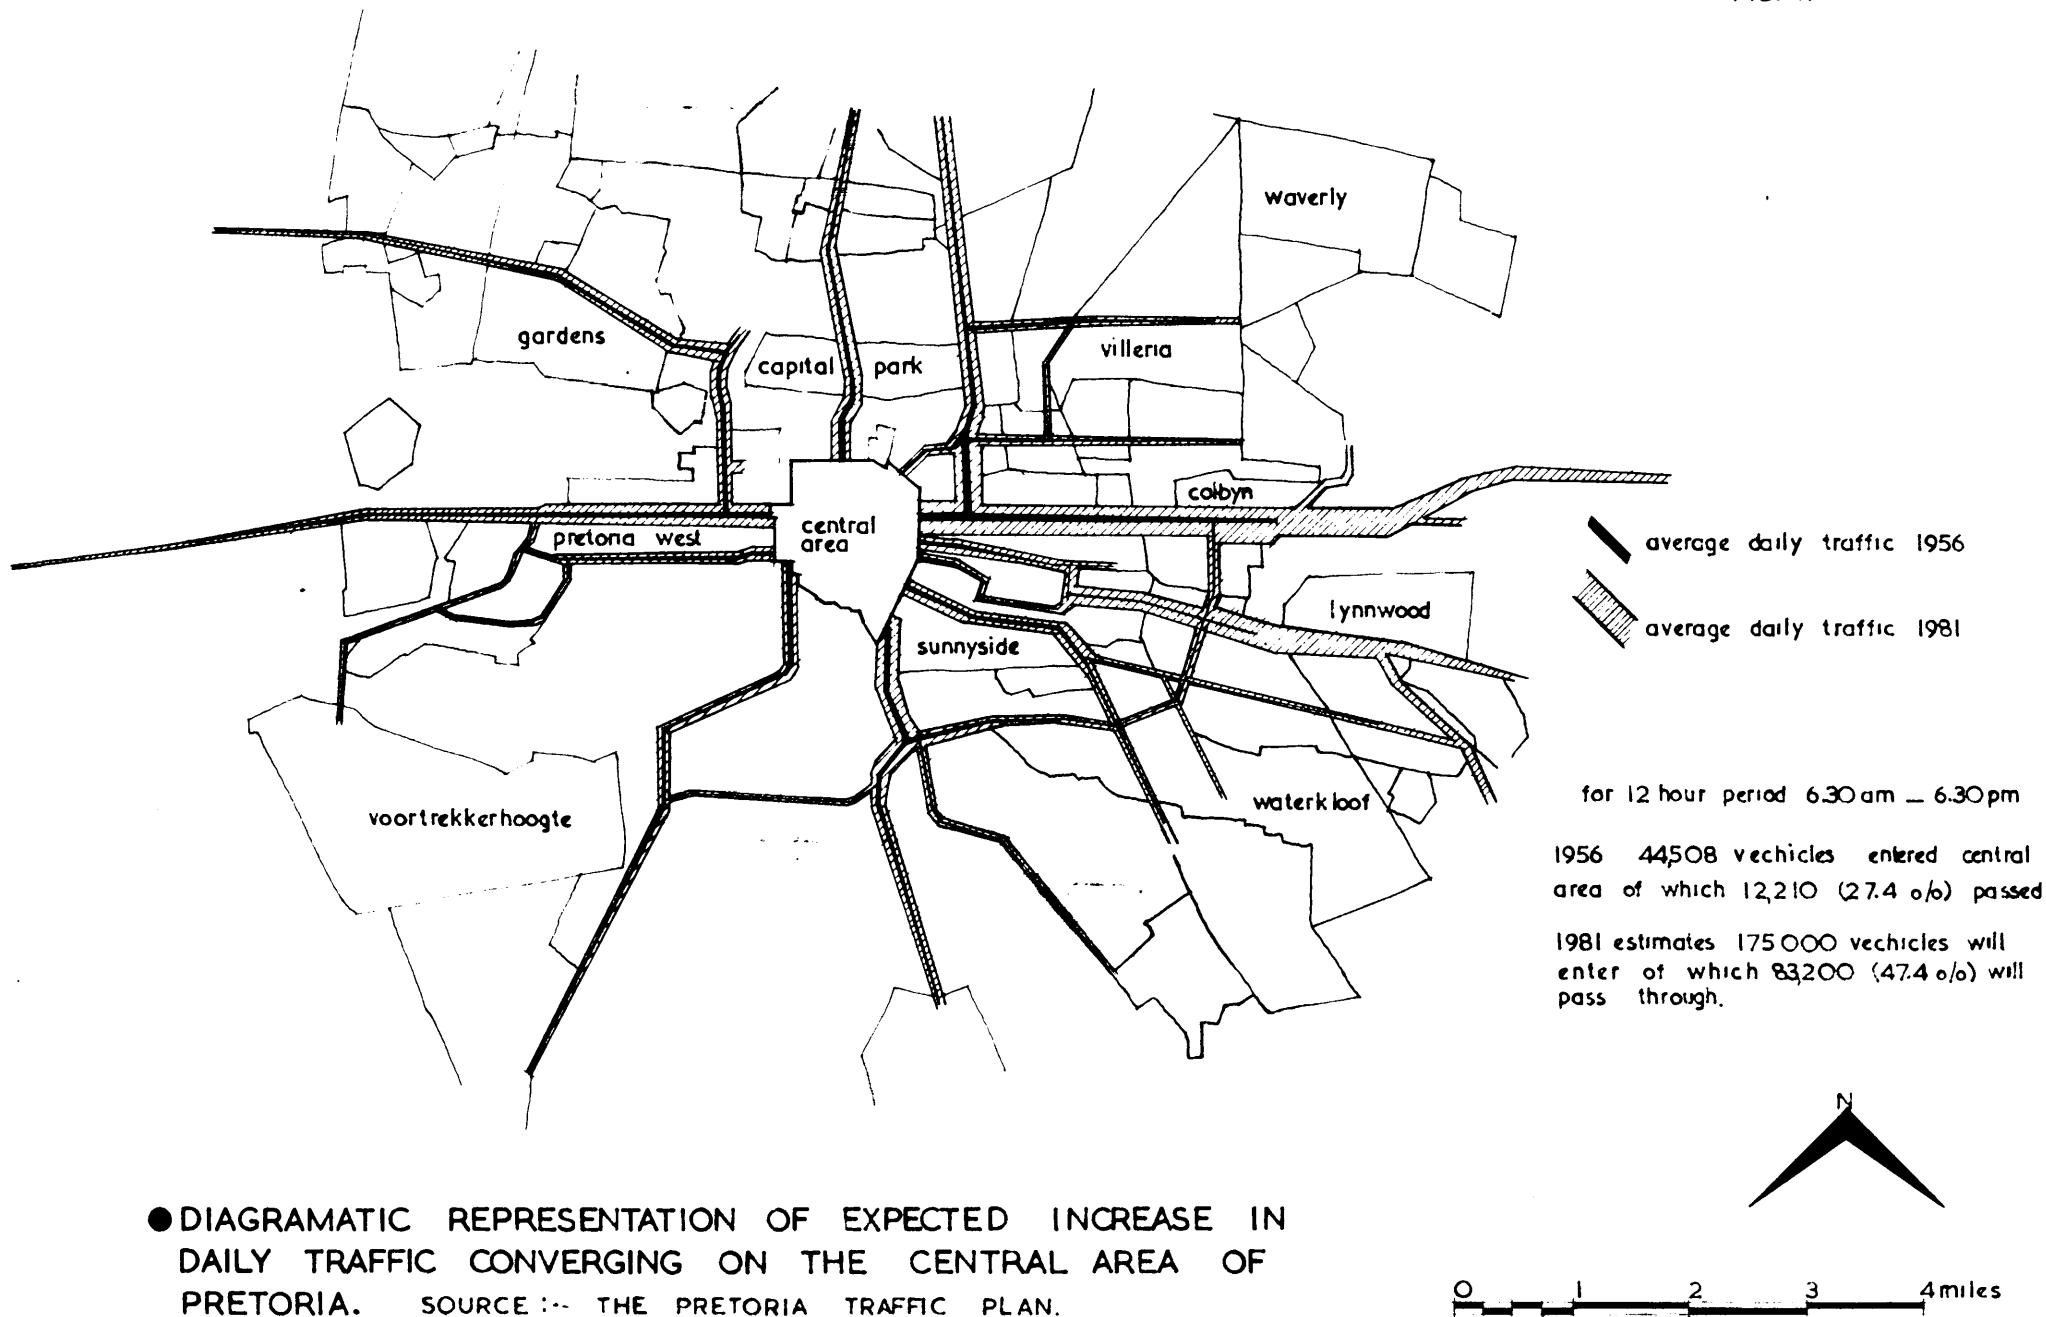 waverly
gardens
capital park
villeria
colbyn
central
area
pretoria west
average daily traffic 1956
lynnwood
average daily traffic 1981
sunnyside
for 12 hour period 6.30 am - 6.30 pm
waterkloof
voortrekkerhoogte
1956 44,508 vechicles entered central
area of which 12,210 (27.4 o/o) passed
1981 estimates 175 000 vechicles will
enter of which 83,200 (47.4 o/o) will
pass through.
N
DIAGRAMATIC REPRESENTATION OF EXPECTED INCREASE IN
DAILY TRAFFIC CONVERGING ON THE CENTRAL AREA OF
PRETORIA. SOURCE :-- THE PRETORIA TRAFFIC PLAN.
0 1 2 3 4 miles